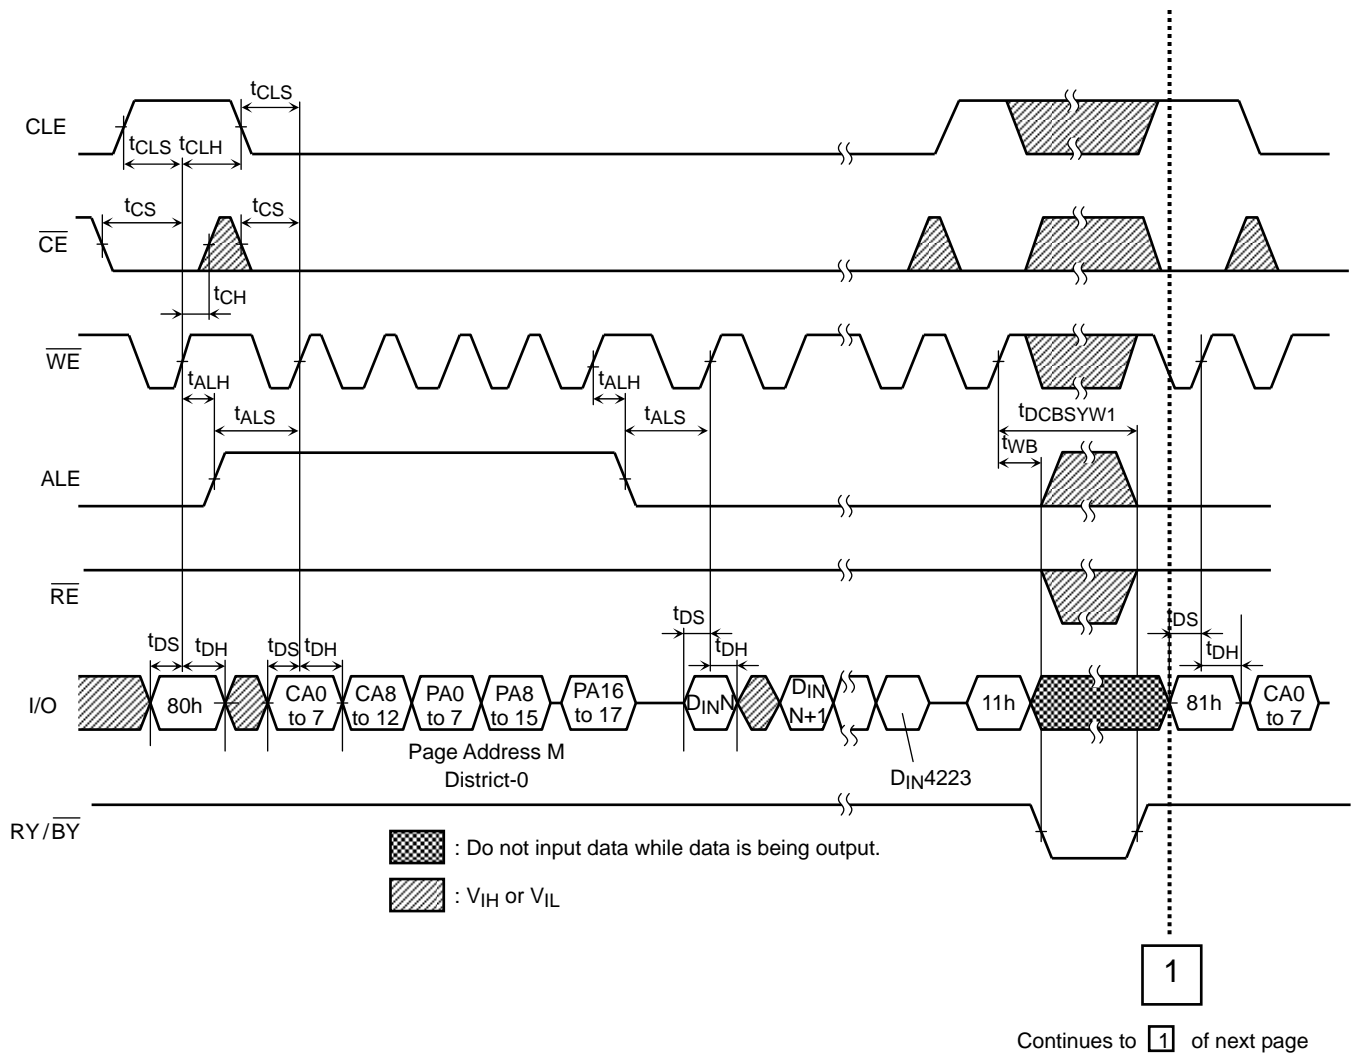 tCLS
CLE
tCLS tCLH
tCS tCS
CE
tCH
WE
tALH tALH
tALS tALS tDCBSYW1
tWB
ALE
RE
tDS tDH tDS tDH tDS tDH DS tDH
I/O 80h CA0 to 7 CA8 to 12 PA0 to 7 PA8 to 15 PA16 to 17 DINN DIN N+1 11h 81h CA0 to 7
Page Address M
District-0
DIN4223
RY/BY
: Do not input data while data is being output.
: VIH or VIL
1
Continues to 1 of next page